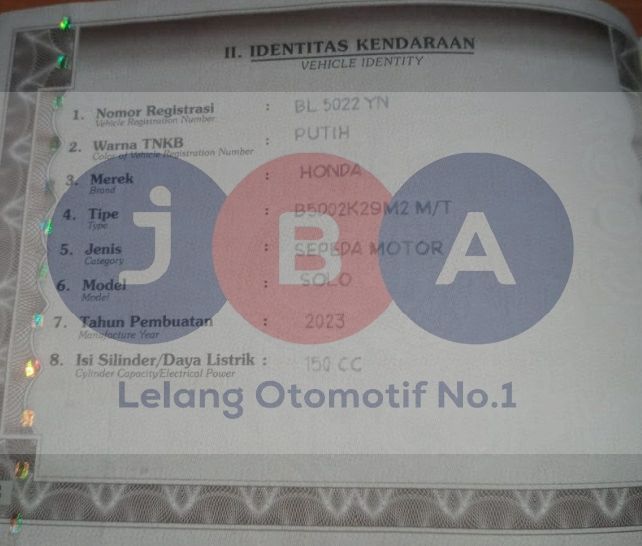 II. IDENTITAS KENDARAAN
VEHICLE IDENTITY
1. Nomor Registrasi : BL 5022 YN
Vehicle Registration Number
2. Warna TNKB : PUTIH
Color of Vehicle Registration Number
3. Merek : HONDA
Brand
4. Tipe : B5D02K29M2 M/T
Type
5. Jenis : SEPEDA MOTOR
Category
6. Model : SOLO
Model
7. Tahun Pembuatan : 2023
Manufacture Year
8. Isi Silinder/Daya Listrik : 150 CC
Cylinder Capacity/Electrical Power
jBA
Lelang Otomotif No.1